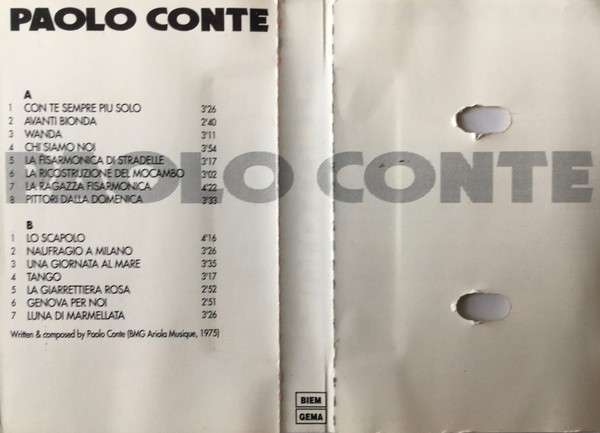 PAOLO CONTE
A
1 CON TE SEMPRE PIU SOLO 3'26
2 AVANTI BIONDA 2'40
3 WANDA 3'11
4 CHI SIAMO NOI 3'54
5 LA FISARMONICA DI STRADELLE 3'17
6 LA RICOSTRUZIONE DEL MOCAMBO 3'02
7 LA RAGAZZA FISARMONICA 4'22
8 PITTORI DALLA DOMENICA 3'33
OLO CONTE
B
1 LO SCAPOLO 4'16
2 NAUFRAGIO A MILANO 3'26
3 UNA GIORNATA AL MARE 3'35
4 TANGO 3'17
5 LA GIARRETTIERA ROSA 2'52
6 GENOVA PER NOI 2'51
7 LUNA DI MARMELLATA 3'26
Written & composed by Paolo Conte (BMG Ariola Musique, 1975)
BIEM
GEMA